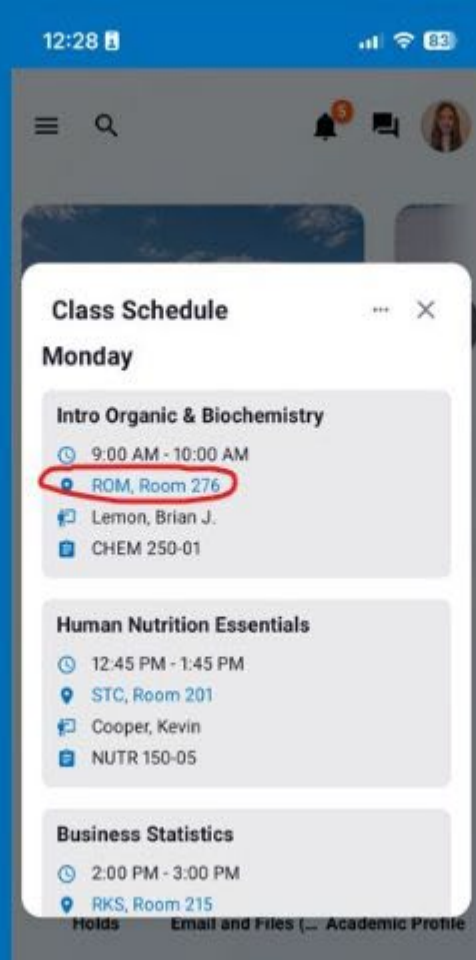 12:28
83
5
Class Schedule
Monday
Intro Organic & Biochemistry
9:00 AM - 10:00 AM
ROM, Room 276
Lemon, Brian J.
CHEM 250-01
Human Nutrition Essentials
12:45 PM - 1:45 PM
STC, Room 201
Cooper, Kevin
NUTR 150-05
Business Statistics
2:00 PM - 3:00 PM
RKS, Room 215
Holds Email and Files (... Academic Profile